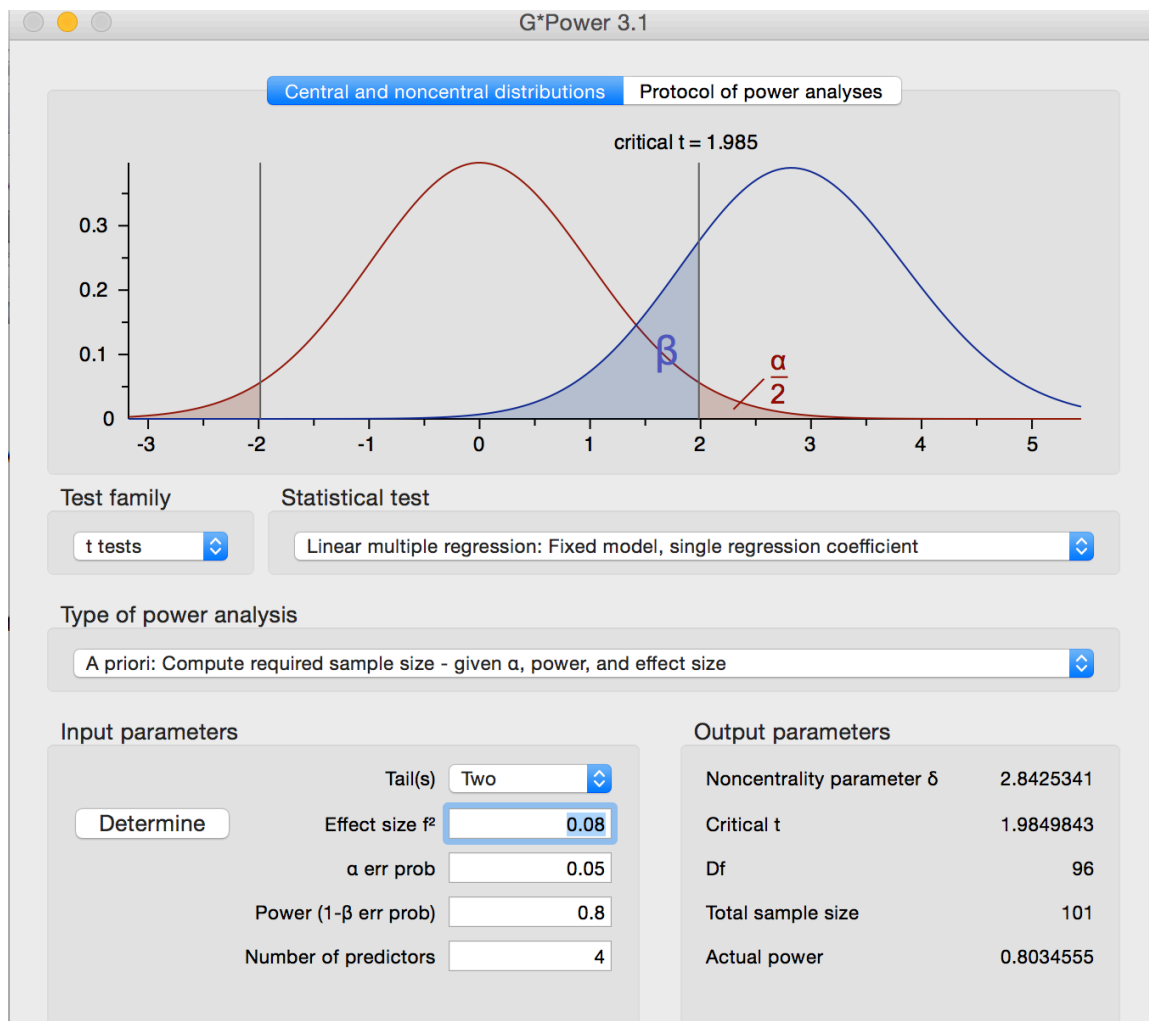 G*Power 3.1
Central and noncentral distributions Protocol of power analyses
critical t = 1.985
0.3
0.2
0.1
0
β
α
2
-3 -2 -1 0 1 2 3 4 5
Test family Statistical test
t tests Linear multiple regression: Fixed model, single regression coefficient
Type of power analysis
A priori: Compute required sample size - given α, power, and effect size
Input parameters Output parameters
Tail(s) Two Noncentrality parameter δ 2.8425341
Determine Effect size f² 0.08 Critical t 1.9849843
α err prob 0.05 Df 96
Power (1-β err prob) 0.8 Total sample size 101
Number of predictors 4 Actual power 0.8034555